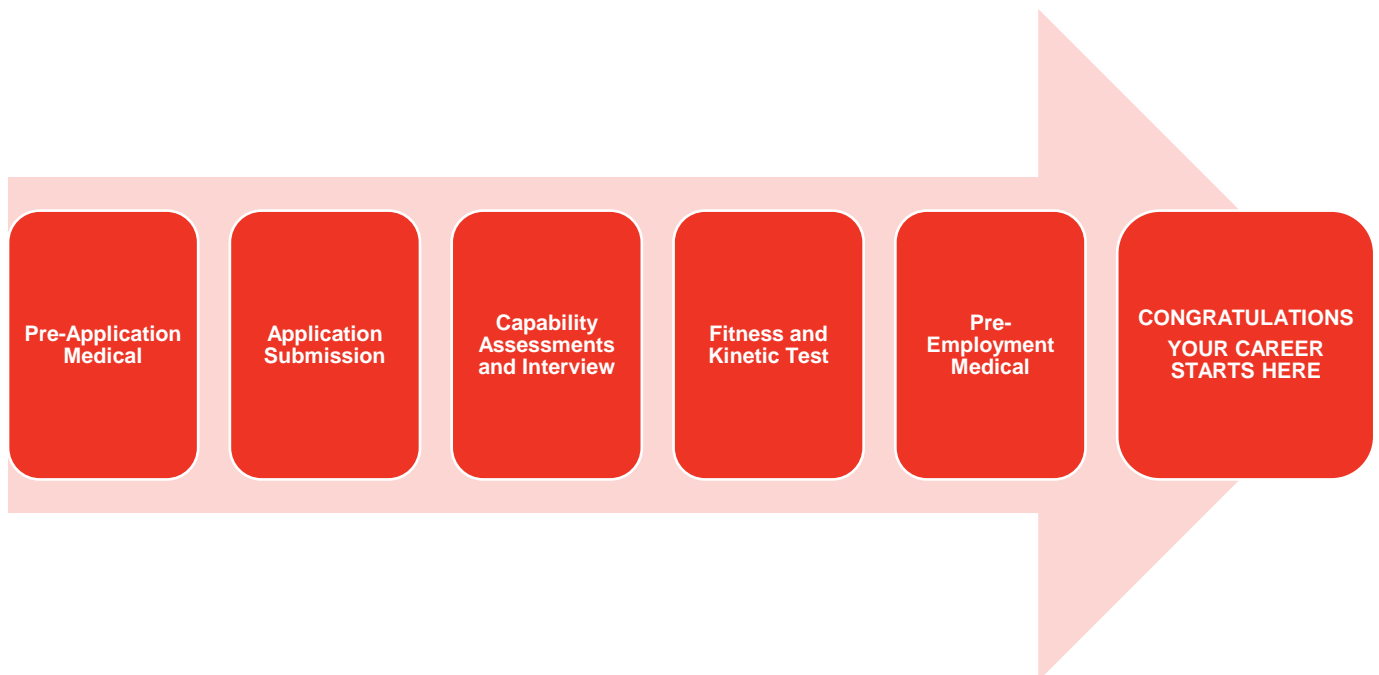 Pre-Application
Medical
Application
Submission
Capability
Assessments
and Interview
Fitness and
Kinetic Test
Pre-
Employment
Medical
CONGRATULATIONS
YOUR CAREER
STARTS HERE